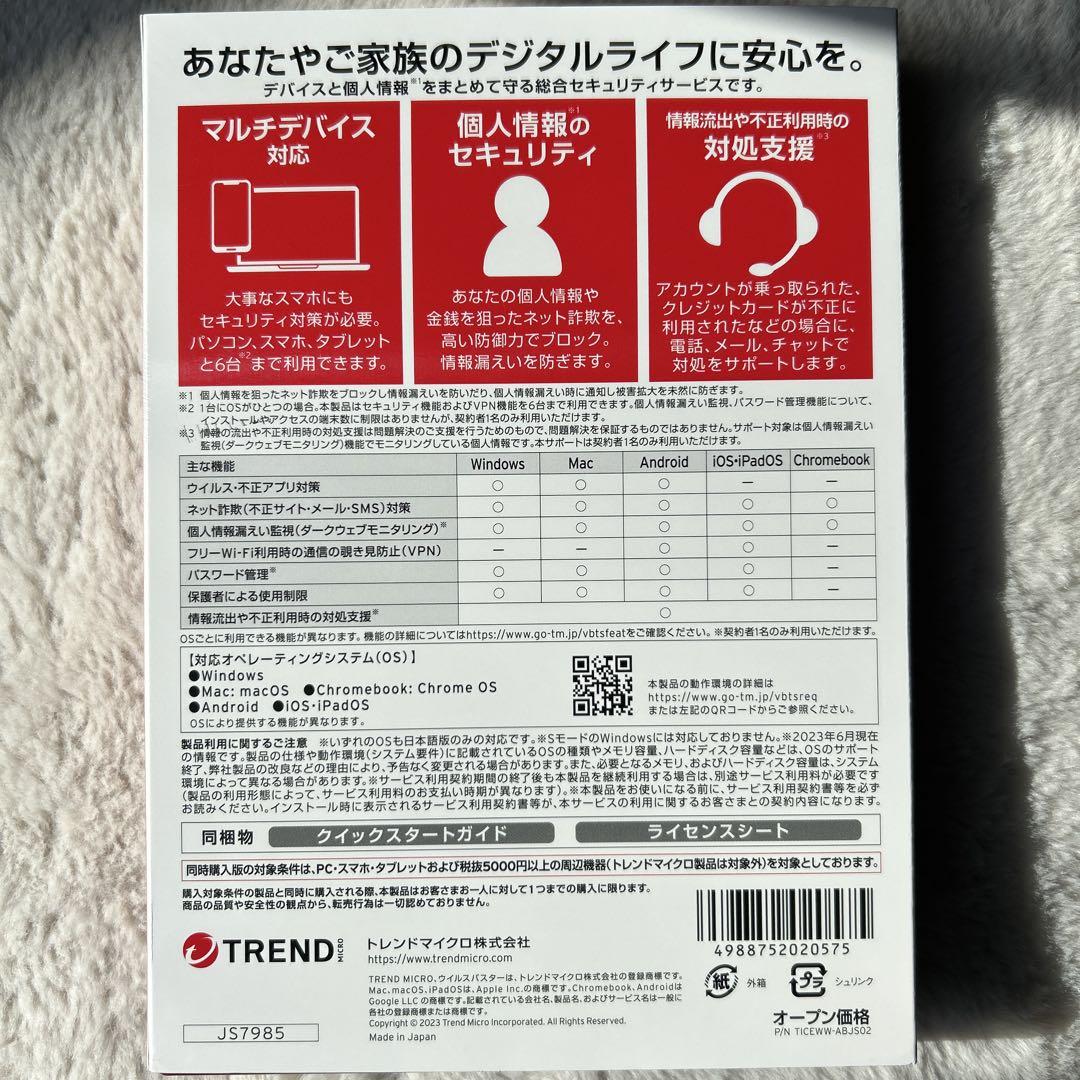 あなたやご家族のデジタルライフに安心を。
デバイスと個人情報※1をまとめて守る総合セキュリティサービスです。
マルチデバイス
対応
大事なスマホにも
セキュリティ対策が必要。
パソコン、スマホ、タブレット
と6台※2まで利用できます。
個人情報※1の
セキュリティ
あなたの個人情報や
金銭を狙ったネット詐欺を、
高い防御力でブロック。
情報漏えいを防ぎます。
情報流出や不正利用時の
対処支援※3
アカウントが乗っ取られた、
クレジットカードが不正に
利用されたなどの場合に、
電話、メール、チャットで
対処をサポートします。
※1 個人情報を狙ったネット詐欺をブロックし情報漏えいを防いだり、個人情報漏えい時に通知し被害拡大を未然に防ぎます。
※2 1台にOSがひとつの場合。本製品はセキュリティ機能およびVPN機能を6台まで利用できます。個人情報漏えい監視、パスワード管理機能について、
インストールやアクセスの端末数に制限はありませんが、契約者1名のみ利用いただけます。
※3 情報の流出や不正利用時の対処支援は問題解決のご支援を行うためのもので、問題解決を保証するものではありません。サポート対象は個人情報漏えい
監視(ダークウェブモニタリング)機能でモニタリングしている個人情報です。本サポートは契約者1名のみ利用いただけます。
主な機能 Windows Mac Android iOS・iPadOS Chromebook
ウイルス・不正アプリ対策 ○ ○ ○ ー ー
ネット詐欺(不正サイト・メール・SMS)対策 ○ ○ ○ ○ ○
個人情報漏えい監視(ダークウェブモニタリング)※ ○ ○ ○ ○ ○
フリーWi-Fi利用時の通信の覗き見防止(VPN) ー ー ○ ○ ー
パスワード管理※ ○ ○ ○ ○ ○
保護者による使用制限 ○ ○ ○ ○ ー
情報流出や不正利用時の対処支援※ ○
OSごとに利用できる機能が異なります。機能の詳細についてはhttps://www.go-tm.jp/vbtsfeatをご確認ください。※契約者1名のみ利用いただけます。
【対応オペレーティングシステム(OS)】
●Windows
●Mac: macOS ●Chromebook: Chrome OS
●Android ●iOS・iPadOS
OSにより提供する機能が異なります。
本製品の動作環境の詳細は
https://www.go-tm.jp/vbtsreq
または左記のQRコードからご参照ください。
製品利用に関するご注意 ※いずれのOSも日本語版のみの対応です。※SモードのWindowsには対応しておりません。※2023年6月現在
の情報です。製品の仕様や動作環境(システム要件)に記載されているOSの種類やメモリ容量、ハードディスク容量などは、OSのサポート
終了、弊社製品の改良などの理由により、予告なく変更される場合があります。また、必要となるメモリ、およびハードディスク容量は、システム
環境によって異なる場合があります。※サービス利用契約期間の終了後も本製品を継続利用する場合は、別途サービス利用料が必要です
(製品の利用形態によって、サービス利用料のお支払い時期が異なります)。※本製品をお使いになる前に、サービス利用契約書等を必ず
お読みください。インストール時に表示されるサービス利用契約書等が、本サービスの利用に関するお客さまとの契約内容になります。
同梱物 クイックスタートガイド ライセンスシート
同時購入版の対象条件は、PC・スマホ・タブレットおよび税抜5000円以上の周辺機器(トレンドマイクロ製品は対象外)を対象としております。
購入対象条件の製品と同時に購入される際、本製品はお客さまお一人に対して1つまでの購入に限ります。
商品の品質や安全性の観点から、転売行為は一切認めておりません。
TREND MICRO
トレンドマイクロ株式会社
https://www.trendmicro.com
TREND MICRO、ウイルスバスターは、トレンドマイクロ株式会社の登録商標です。
Mac、macOS、iPadOSは、Apple Inc.の商標です。Chromebook、Androidは
Google LLC の商標です。記載されている会社名、製品名、およびサービス名は一般に
各社の登録商標または商標です。
Copyright © 2023 Trend Micro Incorporated. All Rights Reserved.
Made in Japan
JS7985
4988752020575
紙 外箱 プラ シュリンク
オープン価格
P/N TICEWW-ABJS02